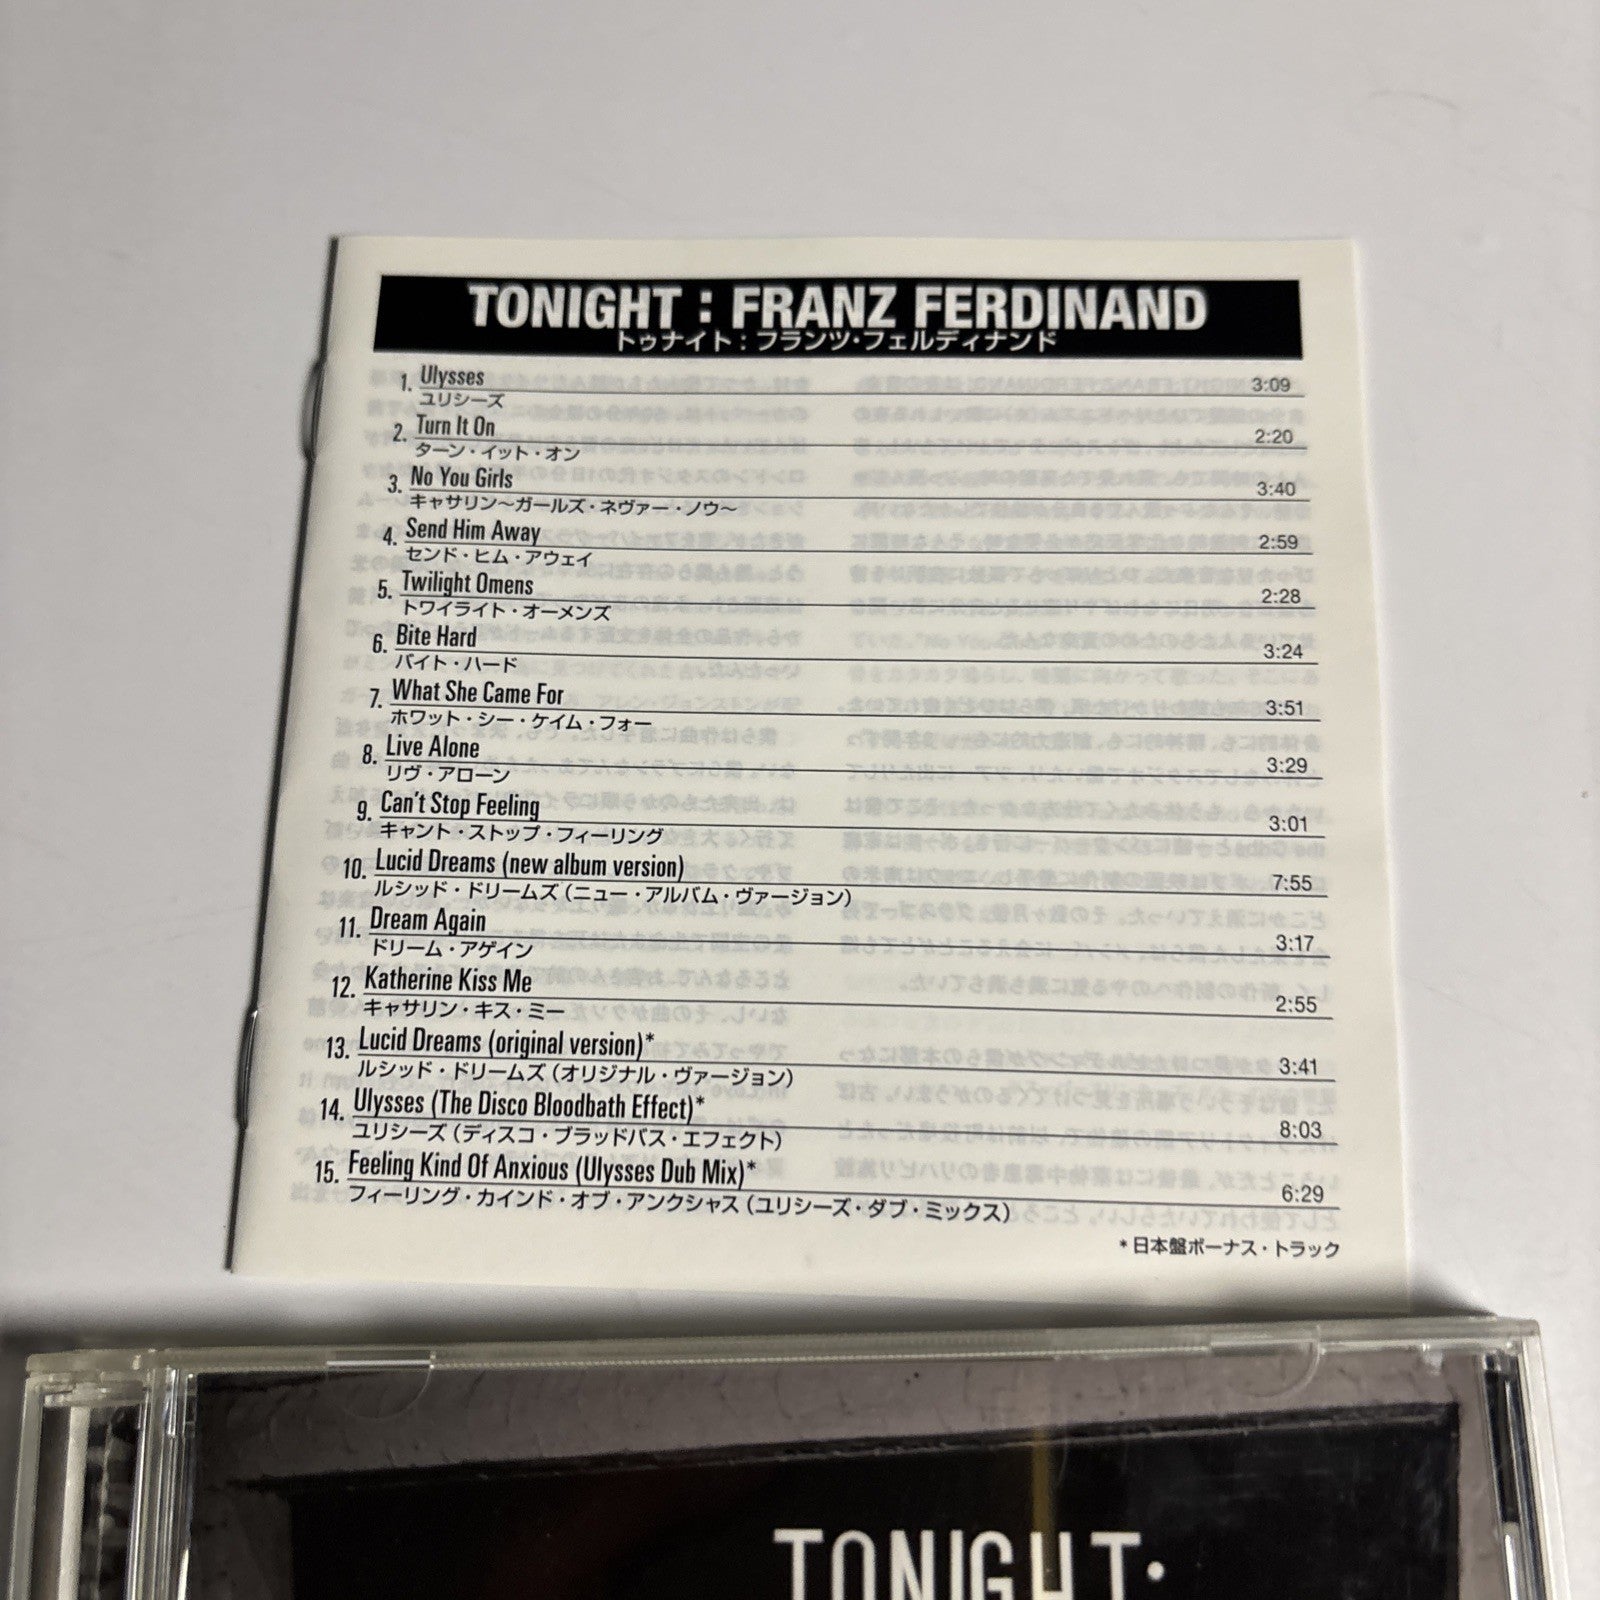 TONIGHT : FRANZ FERDINAND
トゥナイト：フランツ・フェルディナンド
1. Ulysses 3:09
ユリシーズ
2. Turn It On 2:20
ターン・イット・オン
3. No You Girls 3:40
キャサリン〜ガールズ・ネヴァー・ノウ〜
4. Send Him Away 2:59
センド・ヒム・アウェイ
5. Twilight Omens 2:28
トワイライト・オーメンズ
6. Bite Hard 3:24
バイト・ハード
7. What She Came For 3:51
ホワット・シー・ケイム・フォー
8. Live Alone 3:29
リヴ・アローン
9. Can't Stop Feeling 3:01
キャント・ストップ・フィーリング
10. Lucid Dreams (new album version) 7:55
ルシッド・ドリームズ（ニュー・アルバム・ヴァージョン）
11. Dream Again 3:17
ドリーム・アゲイン
12. Katherine Kiss Me 2:55
キャサリン・キス・ミー
13. Lucid Dreams (original version)* 3:41
ルシッド・ドリームズ（オリジナル・ヴァージョン）
14. Ulysses (The Disco Bloodbath Effect)* 8:03
ユリシーズ（ディスコ・ブラッドバス・エフェクト）
15. Feeling Kind Of Anxious (Ulysses Dub Mix)* 6:29
フィーリング・カインド・オブ・アンクシャス（ユリシーズ・ダブ・ミックス）
*日本盤ボーナス・トラック
TONIGHT: